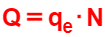 Q = qₑ · N